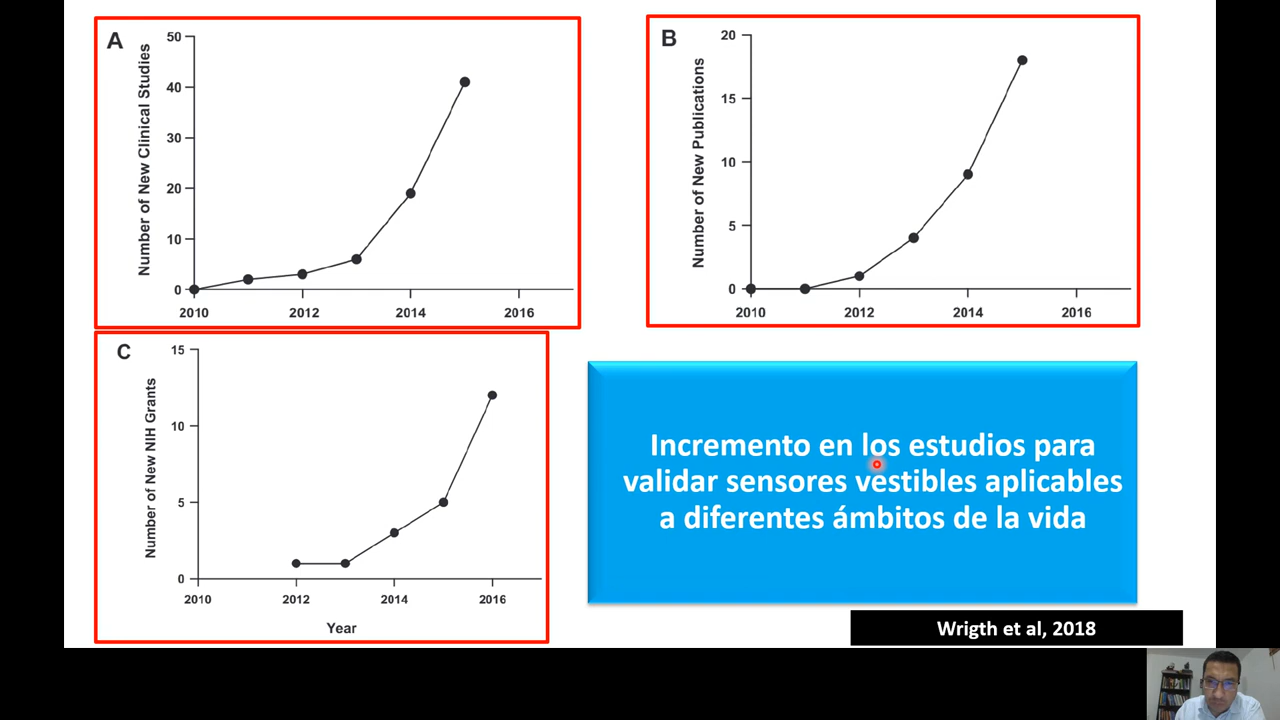 A
Number of New Clinical Studies
50
40
30
20
10
0
2010
2012
2014
2016
B
Number of New Publications
20
15
10
5
0
2010
2012
2014
2016
C
Number of New NIH Grants
15
10
5
0
2010
2012
2014
2016
Year
Incremento en los estudios para
validar sensores vestibles aplicables
a diferentes ámbitos de la vida
Wrigth et al, 2018